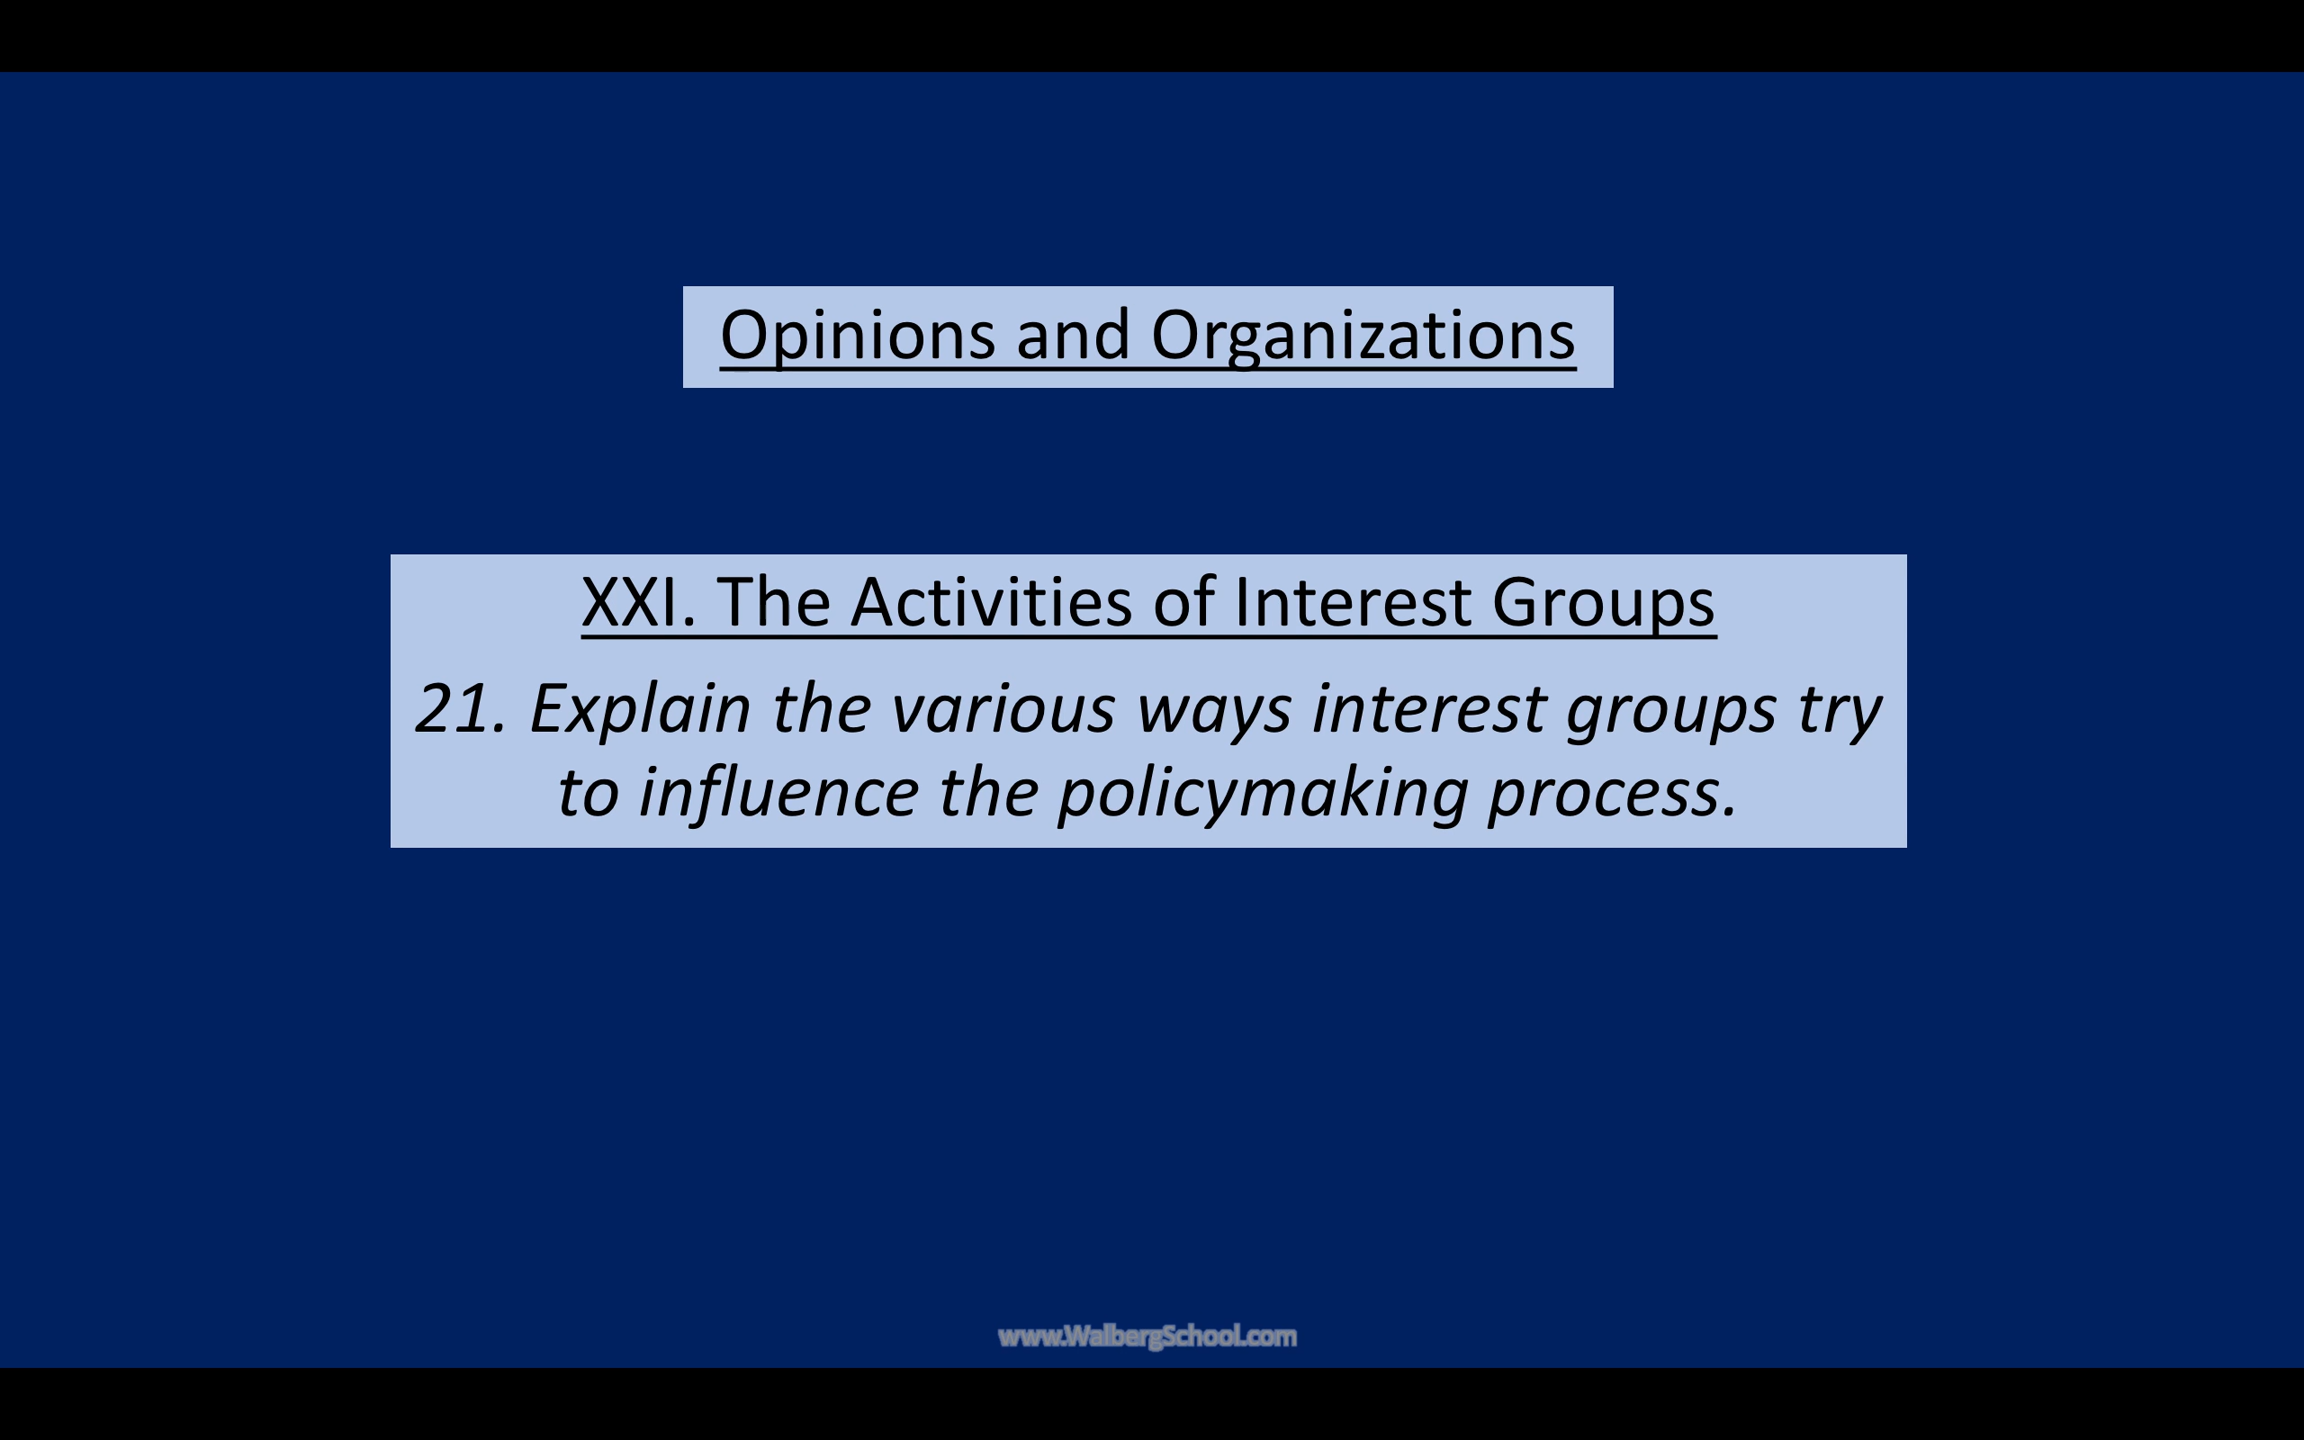 Opinions and Organizations
XXI. The Activities of Interest Groups
21. Explain the various ways interest groups try
to influence the policymaking process.
www.WalbergSchool.com